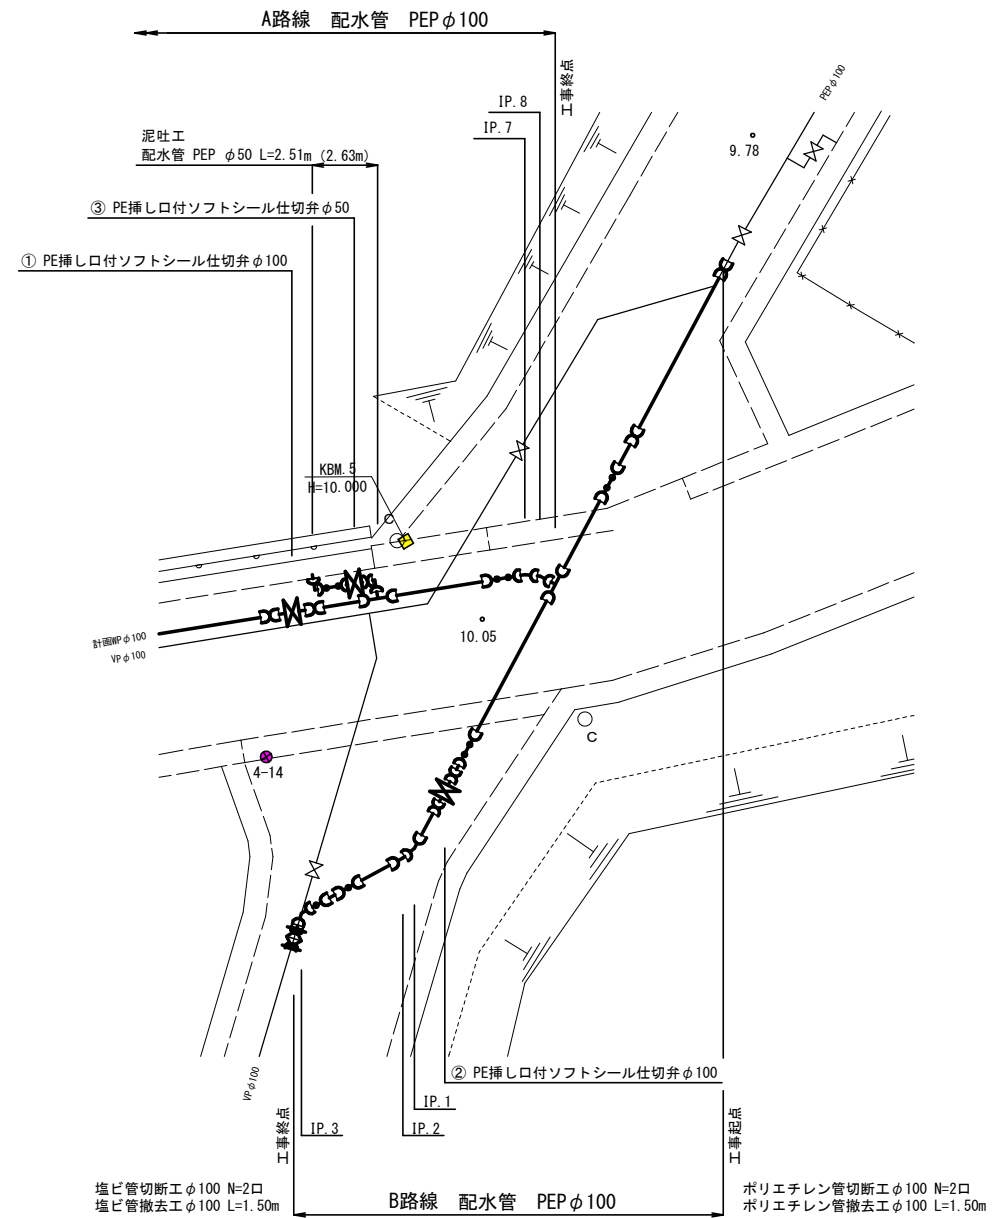 A路線 配水管 PEPφ100
工事終点
IP.8
IP.7
PEPφ100
9.78
泥吐工
配水管 PEP φ50 L=2.51m (2.63m)
③ PE挿し口付ソフトシール仕切弁φ50
① PE挿し口付ソフトシール仕切弁φ100
KBM.5
H=10.000
計画WPφ100
VPφ100
10.05
C
4-14
VPφ100
② PE挿し口付ソフトシール仕切弁φ100
IP.1
IP.2
IP.3
工事終点
工事起点
塩ビ管切断工φ100 N=2口
塩ビ管撤去工φ100 L=1.50m
B路線 配水管 PEPφ100
ポリエチレン管切断工φ100 N=2口
ポリエチレン管撤去工φ100 L=1.50m